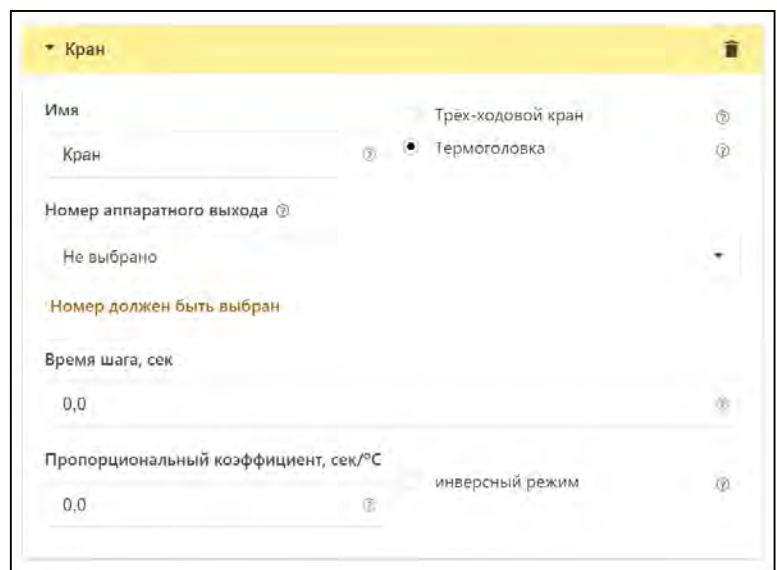 Кран
Имя
Трёх-ходовой кран
Кран
Термоголовка
Номер аппаратного выхода
Не выбрано
Номер должен быть выбран
Время шага, сек
0,0
Пропорциональный коэффициент, сек/°С
инверсный режим
0,0